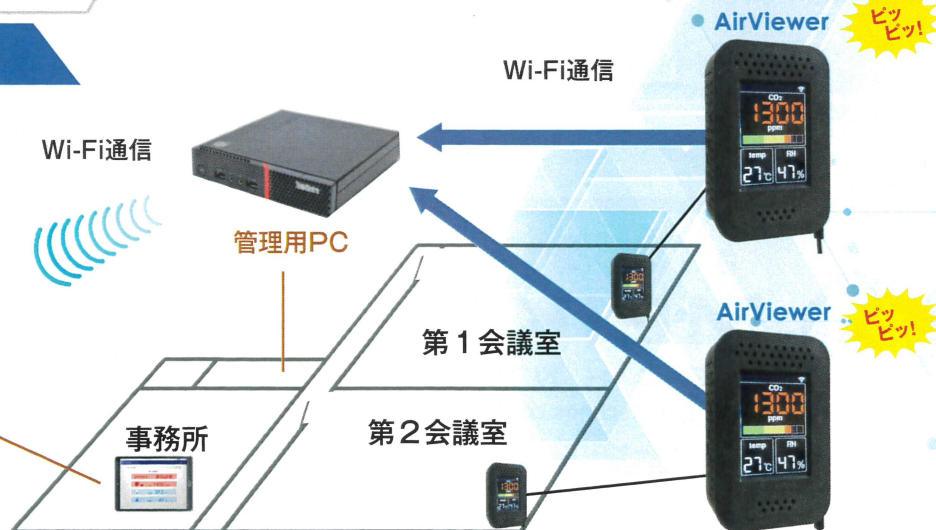 AirViewer
ピッ
ピッ!
Wi-Fi通信
CO2
1300
ppm
temp
RH
27℃
47%
Wi-Fi通信
管理用PC
第1会議室
AirViewer
ピッ
ピッ!
CO2
1300
ppm
temp
RH
27℃
47%
第2会議室
事務所
1300
1300